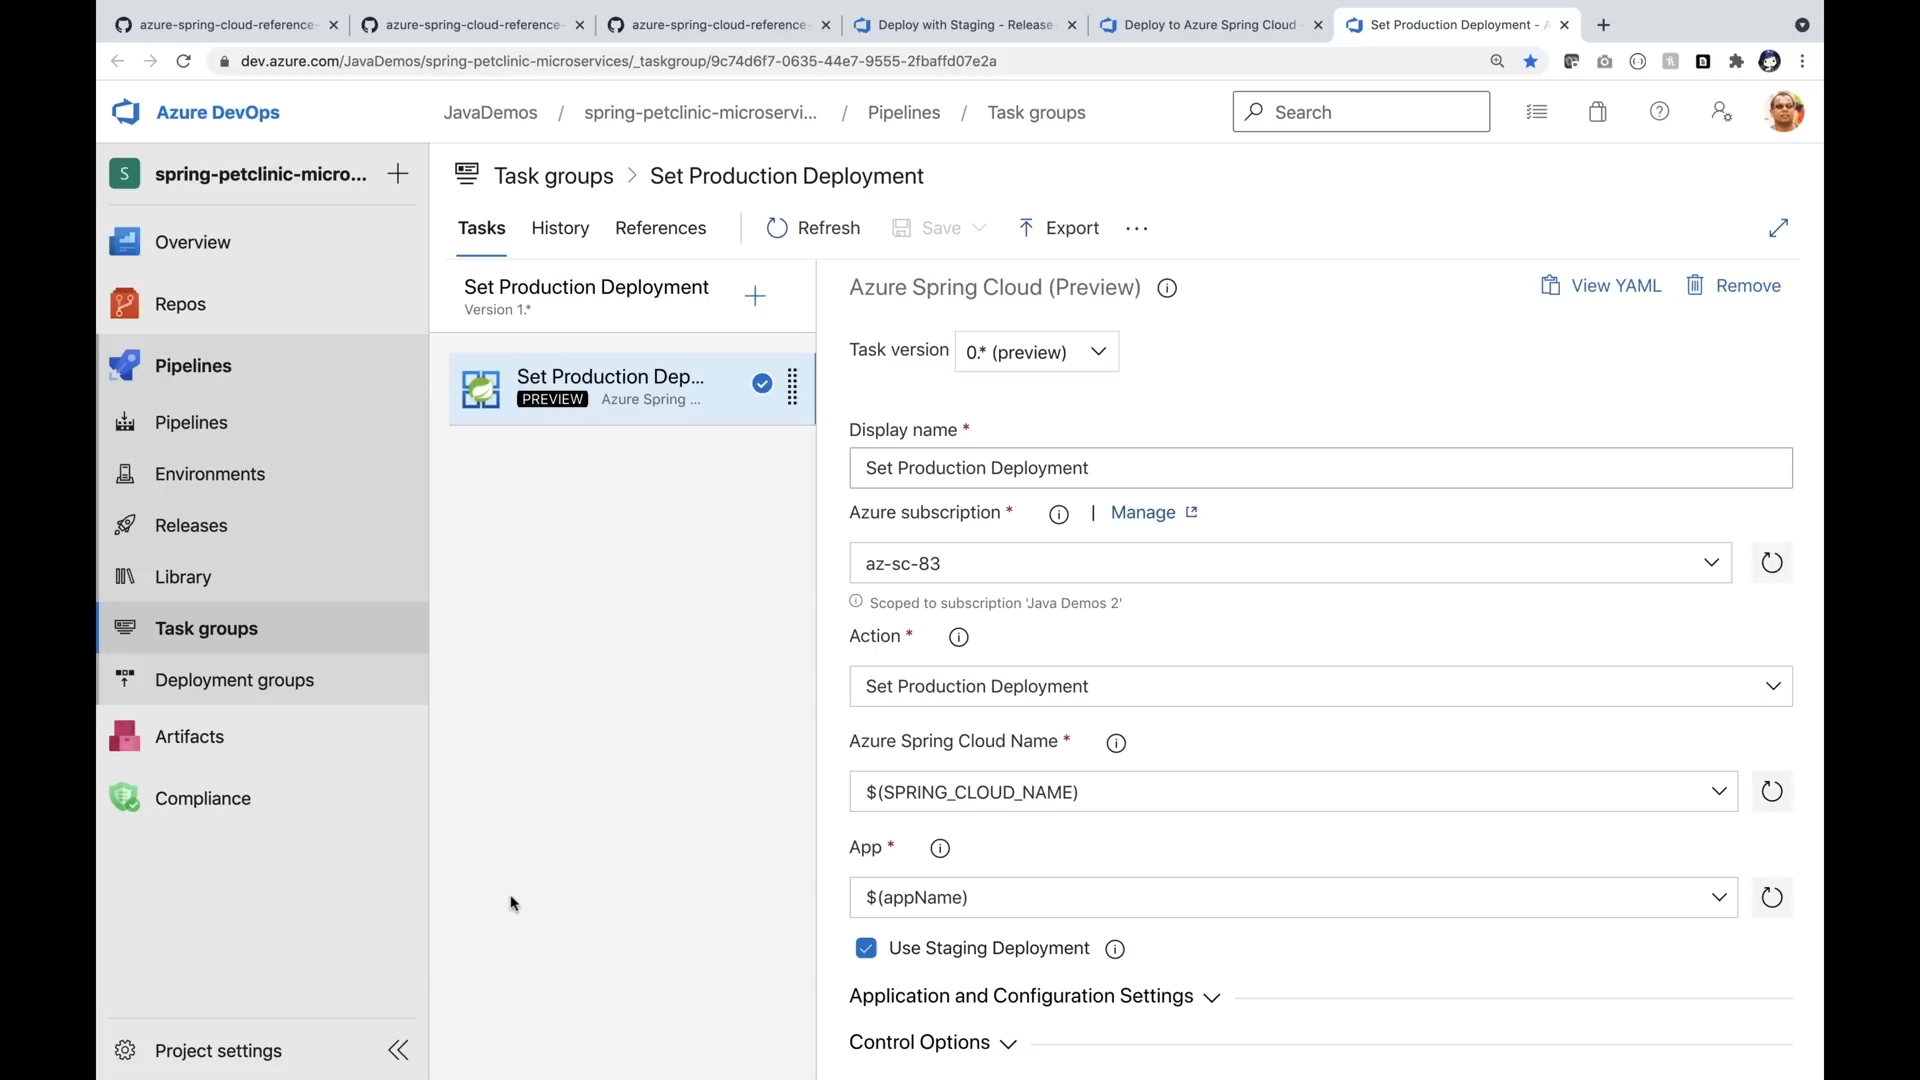 azure-spring-cloud-reference-
azure-spring-cloud-reference-
azure-spring-cloud-reference-
Deploy with Staging - Release-
Deploy to Azure Spring Cloud -
Set Production Deployment - A
dev.azure.com/JavaDemos/spring-petclinic-microservices/_taskgroup/9c74d6f7-0635-44e7-9555-2fbaffd07e2a
Azure DevOps
JavaDemos / spring-petclinic-microservi... / Pipelines / Task groups
Search
S spring-petclinic-micro...
Overview
Repos
Pipelines
Pipelines
Environments
Releases
Library
Task groups
Deployment groups
Artifacts
Compliance
Project settings
Task groups > Set Production Deployment
Tasks History References Refresh Save Export ...
Set Production Deployment
Version 1.*
Set Production Dep...
PREVIEW Azure Spring ...
Azure Spring Cloud (Preview)
View YAML Remove
Task version 0.* (preview)
Display name *
Set Production Deployment
Azure subscription * | Manage
az-sc-83
Scoped to subscription 'Java Demos 2'
Action *
Set Production Deployment
Azure Spring Cloud Name *
$(SPRING_CLOUD_NAME)
App *
$(appName)
Use Staging Deployment
Application and Configuration Settings
Control Options